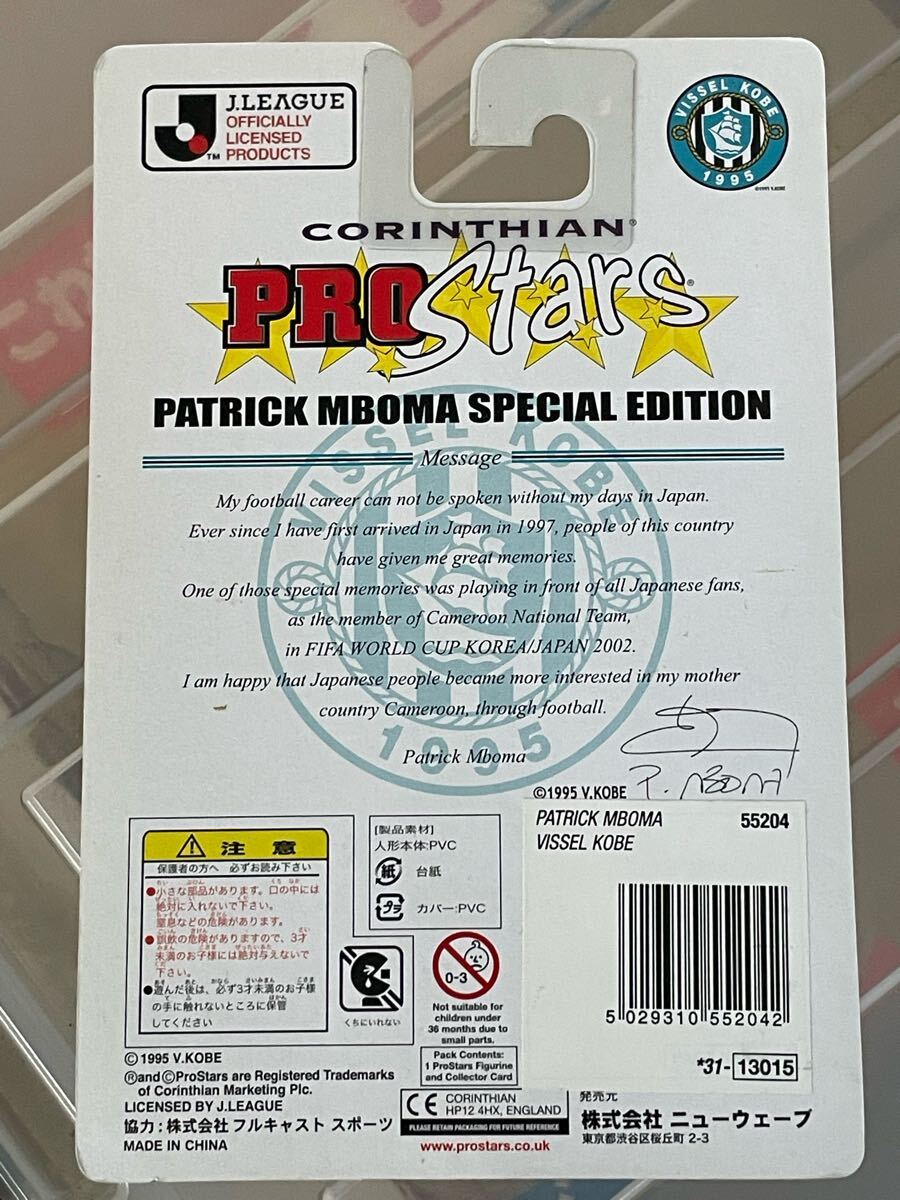 J.LEAGUE
OFFICIALLY
LICENSED
PRODUCTS
TM
VISSEL KOBE
1995
CORINTHIAN®
PROStars®
PATRICK MBOMA SPECIAL EDITION
VISSEL KOBE
Message
My football career can not be spoken without my days in Japan.
Ever since I have first arrived in Japan in 1997, people of this country
have given me great memories.
One of those special memories was playing in front of all Japanese fans,
as the member of Cameroon National Team,
in FIFA WORLD CUP KOREA/JAPAN 2002.
I am happy that Japanese people became more interested in my mother
country Cameroon, through football.
1995
Patrick Mboma
P. MBOMA
©1995 V.KOBE
PATRICK MBOMA 55204
VISSEL KOBE
5 029310 552042
*31-13015
注意
保護者の方へ 必ずお読み下さい
●小さな部品があります。口の中には
絶対に入れないで下さい。
窒息などの危険があります。
●誤飲の危険がありますので、3才
未満のお子様には絶対与えないで
下さい。
●遊んだ後は、必ず3才未満のお子様
の手に触れないところに保管
してください
[製品素材]
人形本体:PVC
紙 台紙
プラ カバー:PVC
くちにいれない
0-3
Not suitable for
children under
36 months due to
small parts.
Pack Contents:
1 ProStars Figurine
and Collector Card
© 1995 V.KOBE
®and ©ProStars are Registered Trademarks
of Corinthian Marketing Plc.
LICENSED BY J.LEAGUE
協力:株式会社 フルキャスト スポーツ
MADE IN CHINA
CE CORINTHIAN
HP12 4HX, ENGLAND
PLEASE RETAIN PACKAGING FOR FUTURE REFERENCE
www.prostars.co.uk
発売元
株式会社 ニューウェーブ
東京都渋谷区桜丘町 2-3